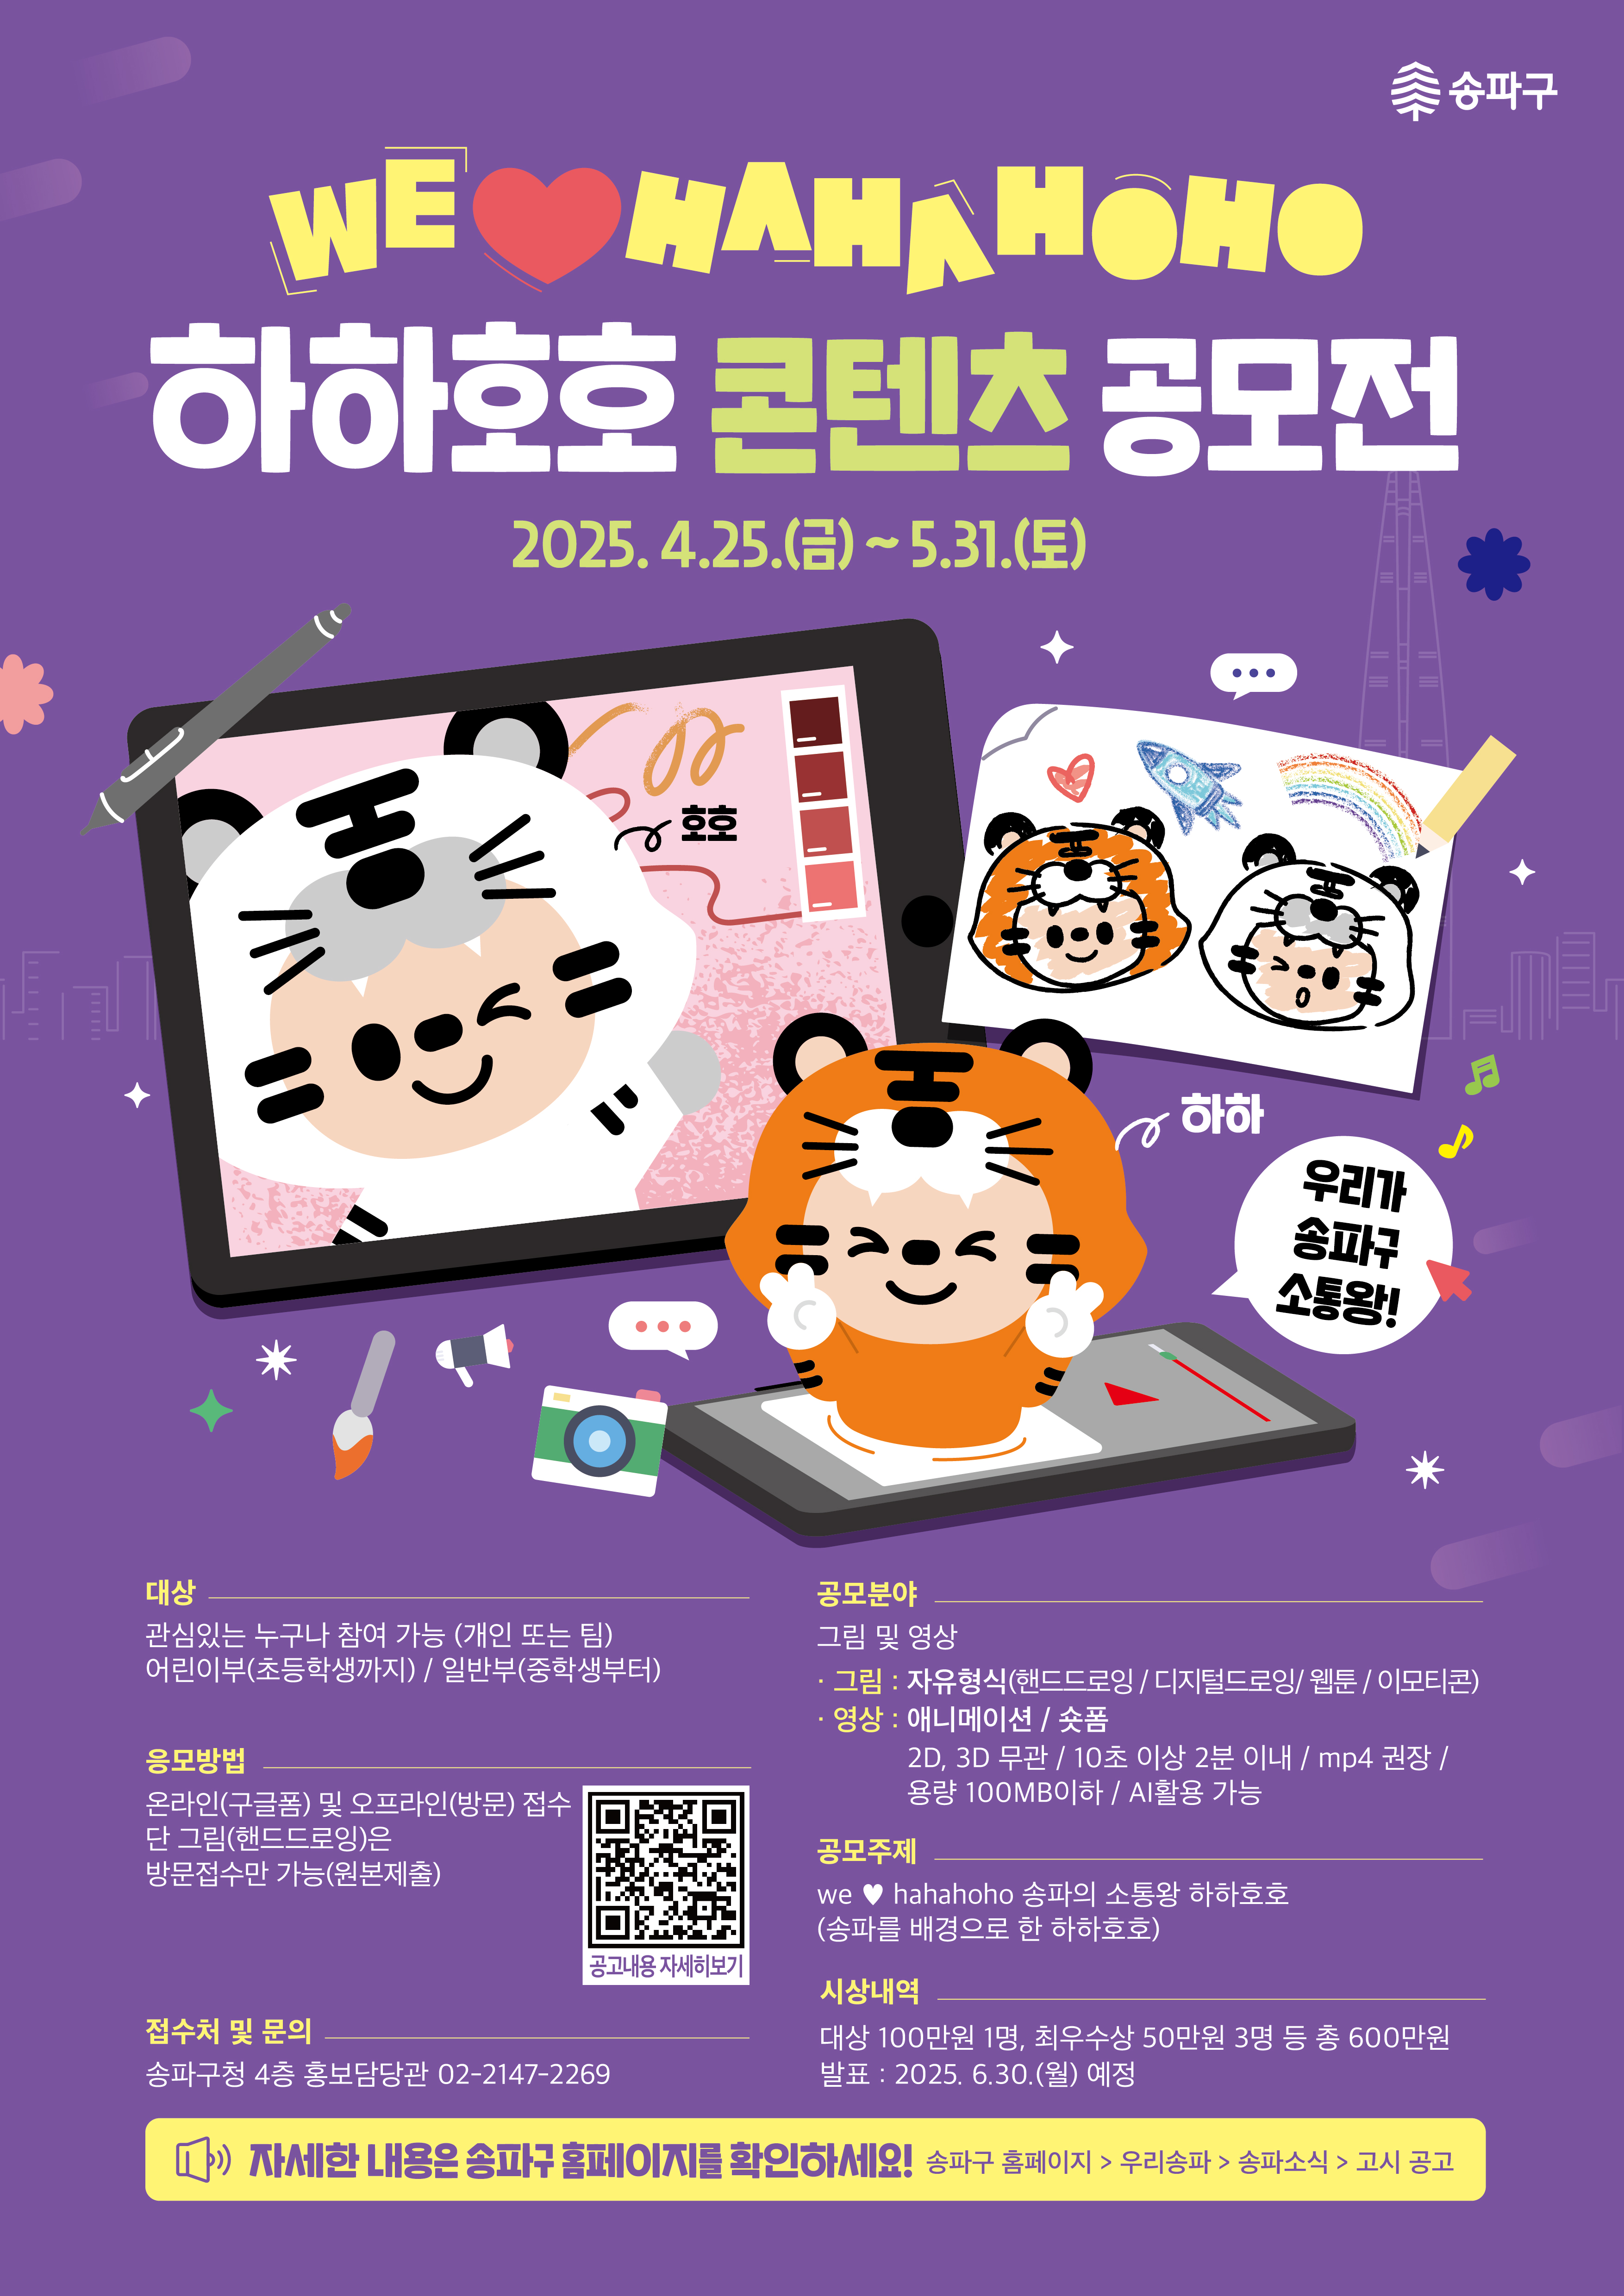 송파구
WE ♥ HAHAHOHO
하하호호 콘텐츠 공모전
2025. 4.25.(금) ~ 5.31.(토)
호호
하하
우리가
송파구
소통왕!
대상
관심있는 누구나 참여 가능 (개인 또는 팀)
어린이부(초등학생까지) / 일반부(중학생부터)
응모방법
온라인(구글폼) 및 오프라인(방문) 접수
단 그림(핸드드로잉)은
방문접수만 가능(원본제출)
공고내용 자세히보기
접수처 및 문의
송파구청 4층 홍보담당관 02-2147-2269
공모분야
그림 및 영상
· 그림 : 자유형식(핸드드로잉 / 디지털드로잉/ 웹툰 / 이모티콘)
· 영상 : 애니메이션 / 숏폼
2D, 3D 무관 / 10초 이상 2분 이내 / mp4 권장 /
용량 100MB이하 / AI활용 가능
공모주제
we ♥ hahahoho 송파의 소통왕 하하호호
(송파를 배경으로 한 하하호호)
시상내역
대상 100만원 1명, 최우수상 50만원 3명 등 총 600만원
발표 : 2025. 6.30.(월) 예정
자세한 내용은 송파구 홈페이지를 확인하세요! 송파구 홈페이지 > 우리송파 > 송파소식 > 고시 공고